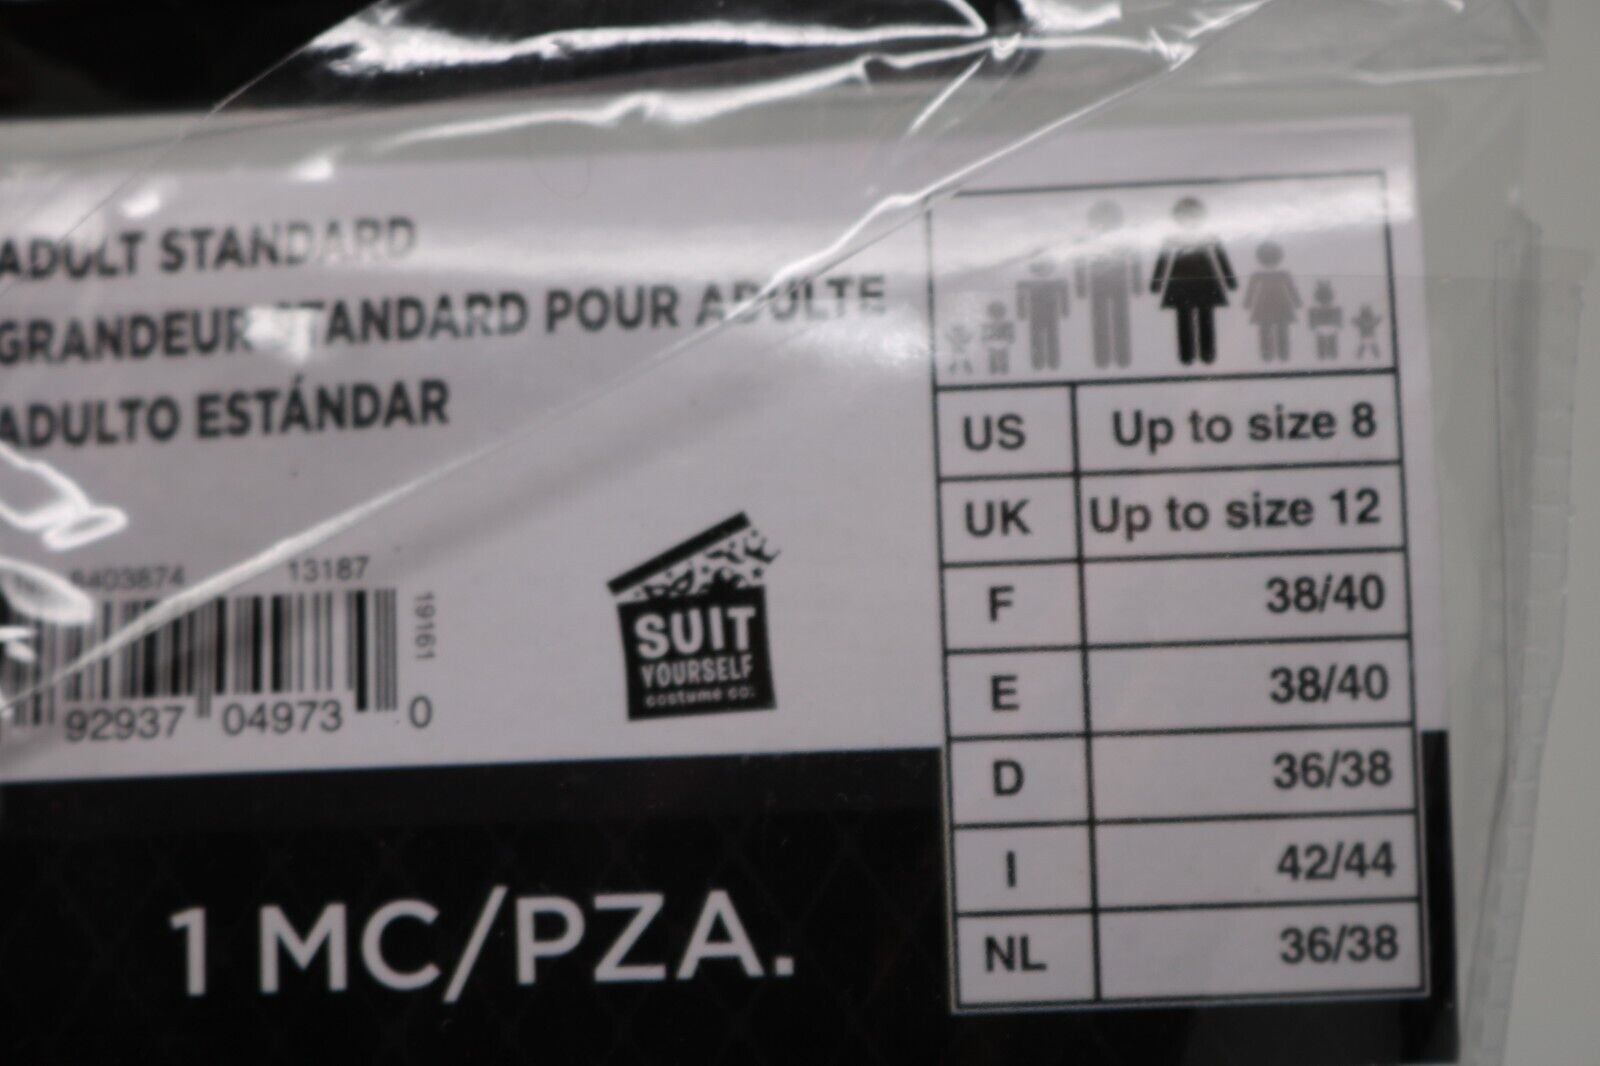 ADULT STANDARD
GRANDEUR STANDARD POUR ADULTE
ADULTO ESTÁNDAR
13187
19161
92937 04973 0
SUIT
YOURSELF
costume co.
1 MC/PZA.
US Up to size 8
UK Up to size 12
F 38/40
E 38/40
D 36/38
I 42/44
NL 36/38